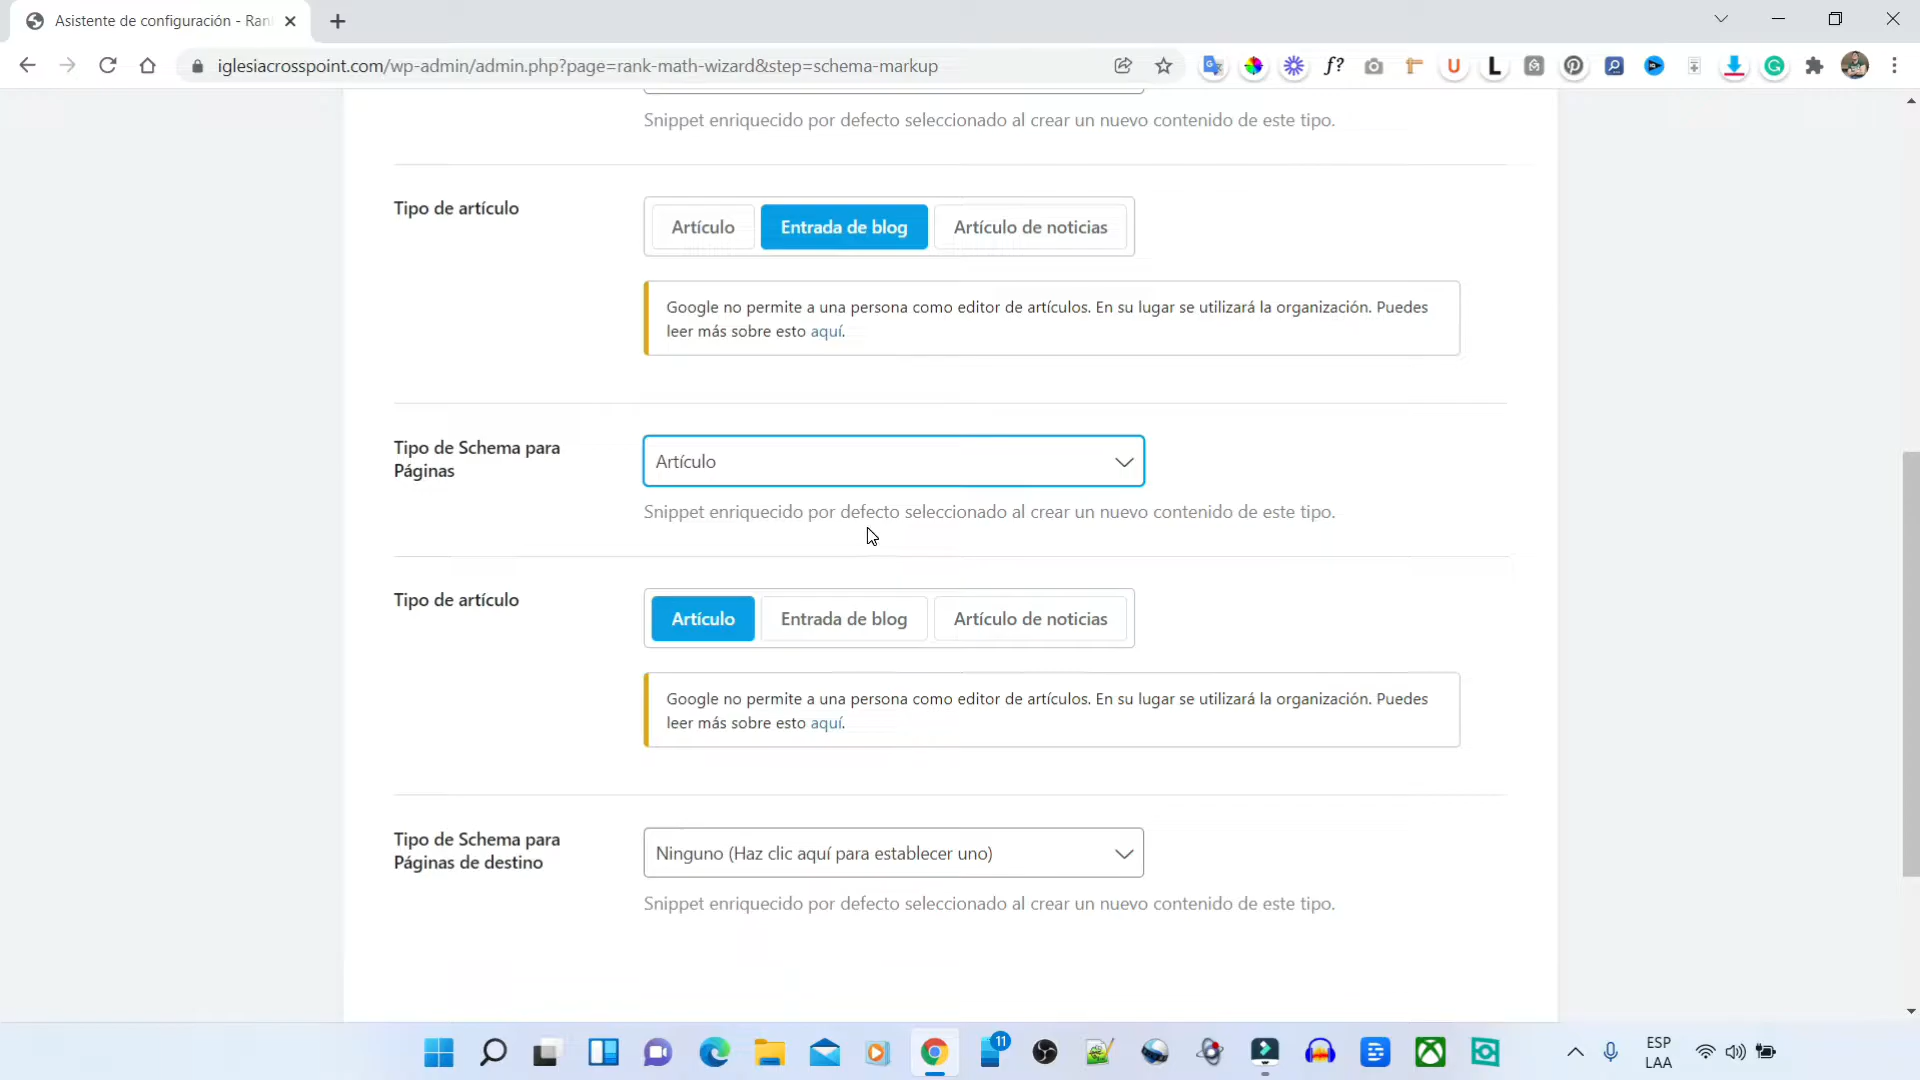 Asistente de configuración - Ran
iglesiacrosspoint.com/wp-admin/admin.php?page=rank-math-wizard&step=schema-markup
Snippet enriquecido por defecto seleccionado al crear un nuevo contenido de este tipo.
Tipo de artículo
Artículo
Entrada de blog
Artículo de noticias
Google no permite a una persona como editor de artículos. En su lugar se utilizará la organización. Puedes
leer más sobre esto aquí.
Tipo de Schema para
Páginas
Artículo
Snippet enriquecido por defecto seleccionado al crear un nuevo contenido de este tipo.
Tipo de artículo
Artículo
Entrada de blog
Artículo de noticias
Google no permite a una persona como editor de artículos. En su lugar se utilizará la organización. Puedes
leer más sobre esto aquí.
Tipo de Schema para
Páginas de destino
Ninguno (Haz clic aquí para establecer uno)
Snippet enriquecido por defecto seleccionado al crear un nuevo contenido de este tipo.
11
ESP
LAA